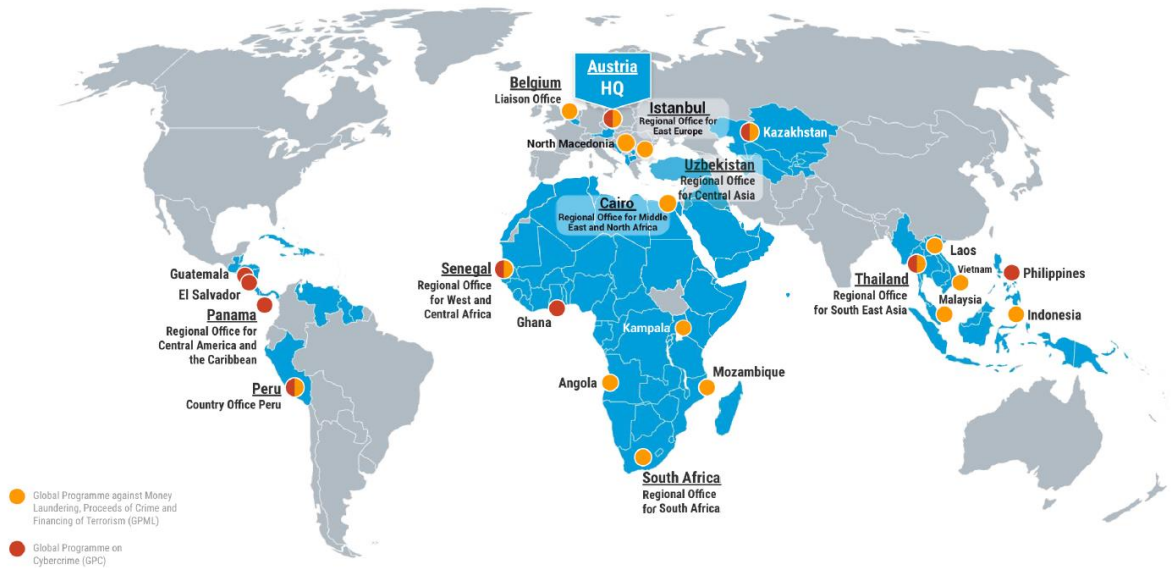 Austria
HQ
Belgium
Liaison Office
Istanbul
Regional Office for
East Europe
North Macedonia
Kazakhstan
Uzbekistan
Regional Office
for Central Asia
Cairo
Regional Office for Middle
East and North Africa
Senegal
Regional Office
for West and
Central Africa
Ghana
Kampala
Angola
Mozambique
South Africa
Regional Office
for South Africa
Guatemala
El Salvador
Panama
Regional Office for
Central America and
the Caribbean
Peru
Country Office Peru
Laos
Vietnam
Thailand
Regional Office
for South East Asia
Malaysia
Philippines
Indonesia
Global Programme against Money
Laundering, Proceeds of Crime and
Financing of Terrorism (GPML)
Global Programme on
Cybercrime (GPC)